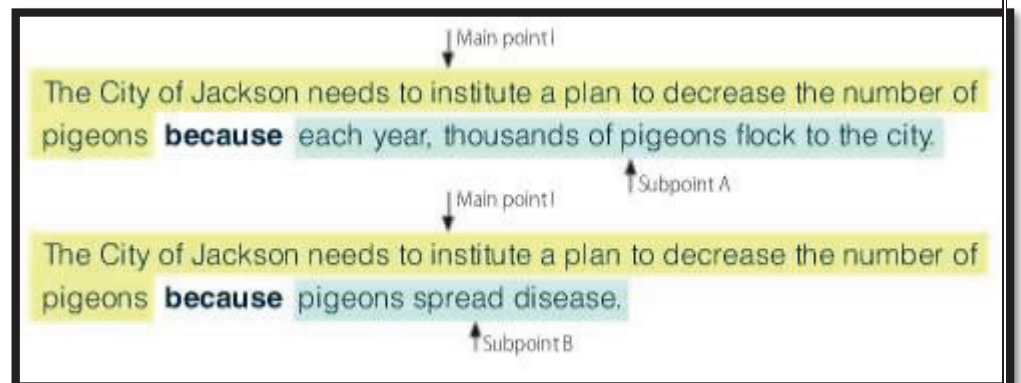 Main point I
The City of Jackson needs to institute a plan to decrease the number of
pigeons because each year, thousands of pigeons flock to the city.
Subpoint A
Main point I
The City of Jackson needs to institute a plan to decrease the number of
pigeons because pigeons spread disease.
Subpoint B